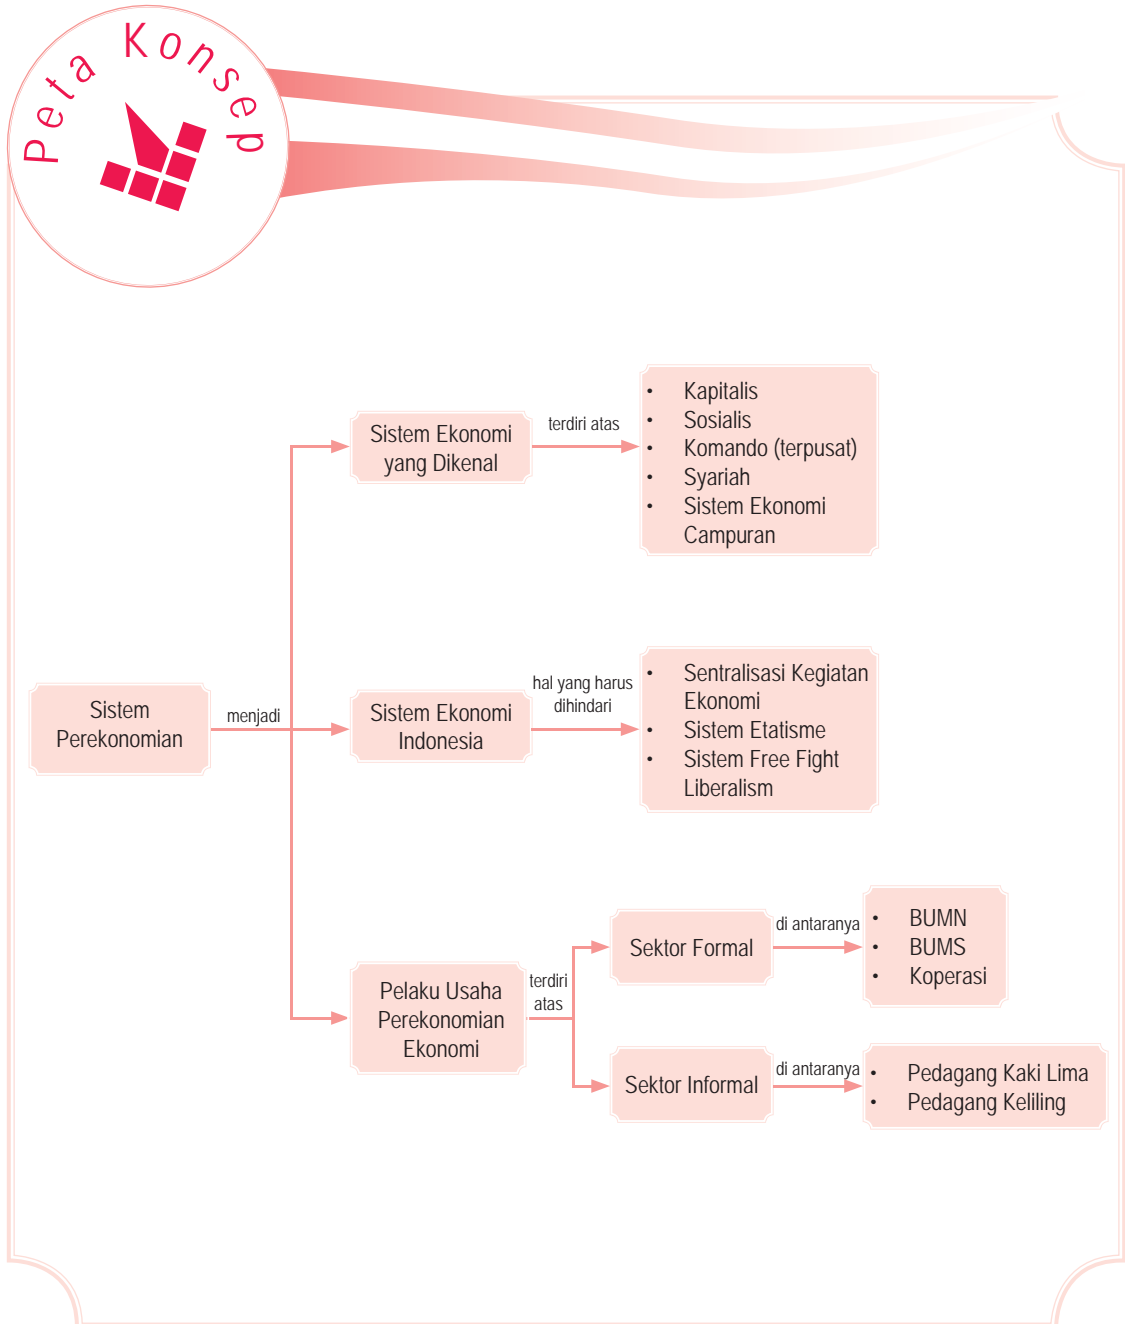 Peta Konsep
• Kapitalis
• Sosialis
• Komando (terpusat)
• Syariah
• Sistem Ekonomi
Campuran
terdiri atas
Sistem Ekonomi
yang Dikenal
• Sentralisasi Kegiatan
Ekonomi
• Sistem Etatisme
• Sistem Free Fight
Liberalism
hal yang harus
dihindari
Sistem Ekonomi
Indonesia
Sistem
Perekonomian
menjadi
• BUMN
• BUMS
• Koperasi
di antaranya
Sektor Formal
terdiri
atas
Pelaku Usaha
Perekonomian
Ekonomi
Sektor Informal
di antaranya
• Pedagang Kaki Lima
• Pedagang Keliling